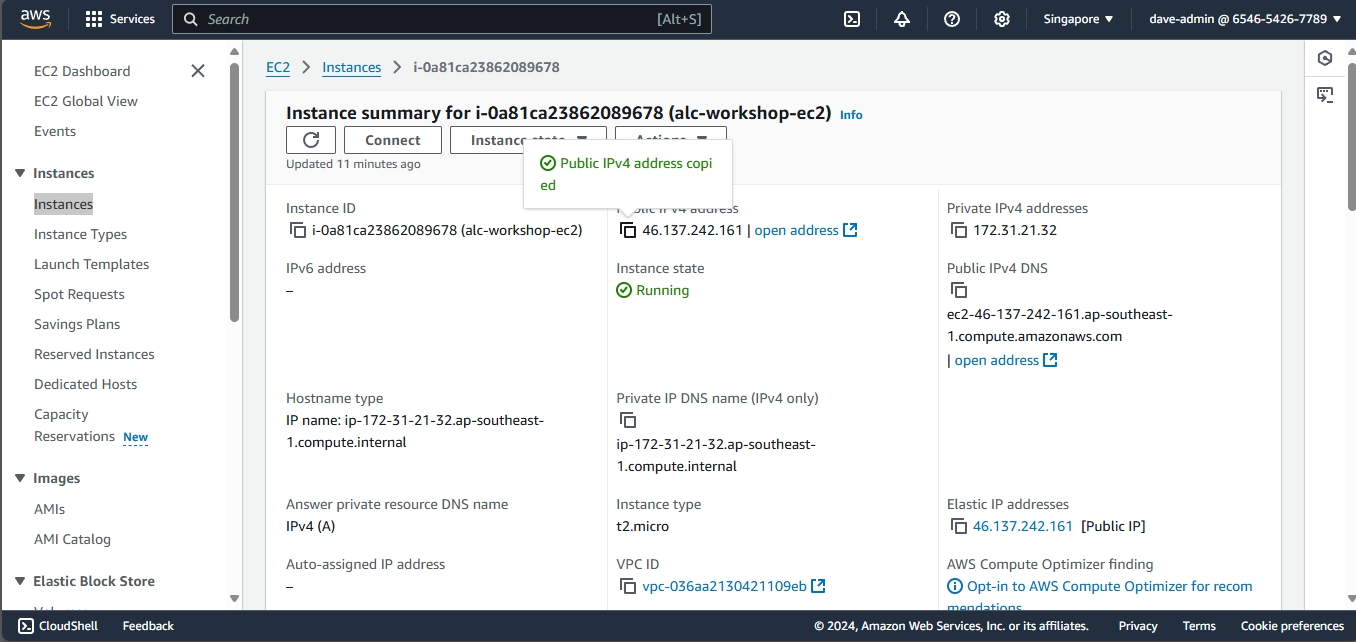 aws
Services
Search
[Alt+S]
Singapore
dave-admin @ 6546-5426-7789
EC2 Dashboard
EC2 Global View
Events
Instances
Instances
Instance Types
Launch Templates
Spot Requests
Savings Plans
Reserved Instances
Dedicated Hosts
Capacity
Reservations New
Images
AMIs
AMI Catalog
Elastic Block Store
EC2 > Instances > i-0a81ca23862089678
Instance summary for i-0a81ca23862089678 (alc-workshop-ec2) Info
Connect
Instance state
Actions
Updated 11 minutes ago
Public IPv4 address copi
ed
Instance ID
i-0a81ca23862089678 (alc-workshop-ec2)
Public IPv4 address
46.137.242.161 | open address
Private IPv4 addresses
172.31.21.32
IPv6 address
–
Instance state
Running
Public IPv4 DNS
ec2-46-137-242-161.ap-southeast-
1.compute.amazonaws.com
| open address
Hostname type
IP name: ip-172-31-21-32.ap-southeast-
1.compute.internal
Private IP DNS name (IPv4 only)
ip-172-31-21-32.ap-southeast-
1.compute.internal
Answer private resource DNS name
IPv4 (A)
Instance type
t2.micro
Elastic IP addresses
46.137.242.161 [Public IP]
Auto-assigned IP address
–
VPC ID
vpc-036aa2130421109eb
AWS Compute Optimizer finding
Opt-in to AWS Compute Optimizer for recom
mendations
CloudShell
Feedback
© 2024, Amazon Web Services, Inc. or its affiliates.
Privacy
Terms
Cookie preferences